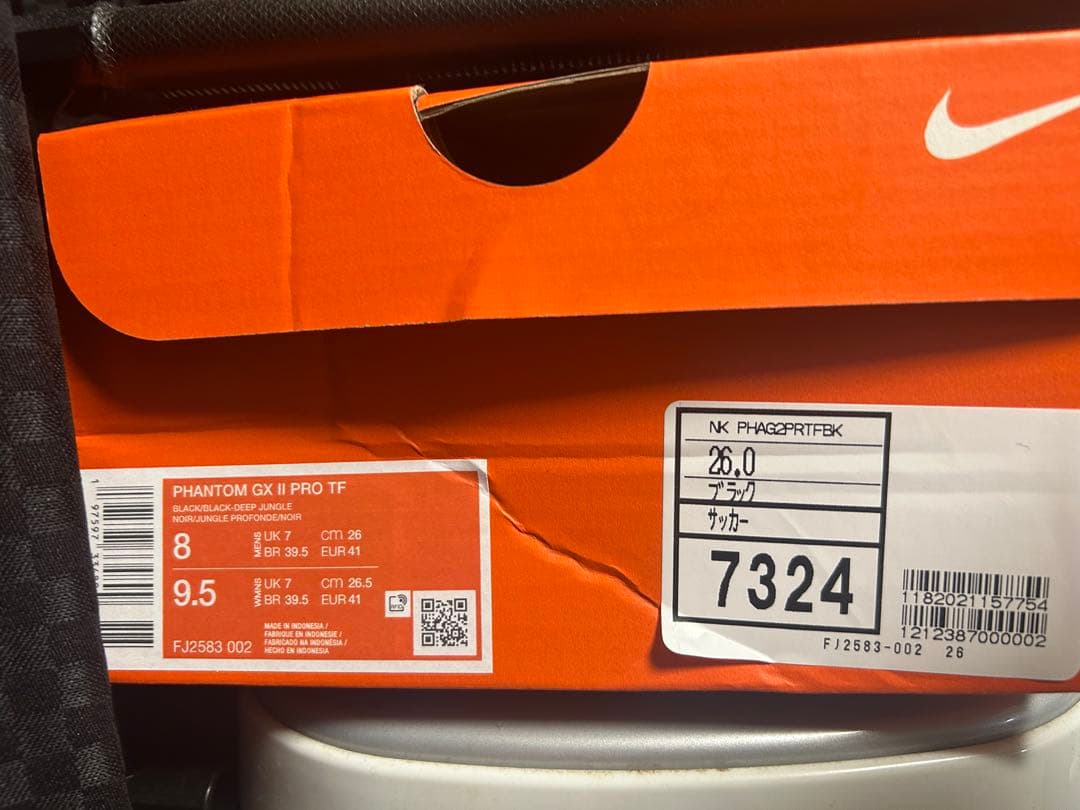 PHANTOM GX II PRO TF
BLACK/BLACK-DEEP JUNGLE
NOIR/JUNGLE PROFONDE/NOIR
8 MENS UK 7 cm 26
BR 39.5 EUR 41
9.5 WMNS UK 7 cm 26.5
BR 39.5 EUR 41
MADE IN INDONESIA /
FABRIQUE EN INDONESIE /
FABRICADO NA INDONÉSIA /
HECHO EN INDONESIA
FJ2583 002
RFID
1 97597
NK PHAG2PRTFBK
26.0
ブラック
サッカー
7324
1182021157754
1212387000002
FJ2583-002 26